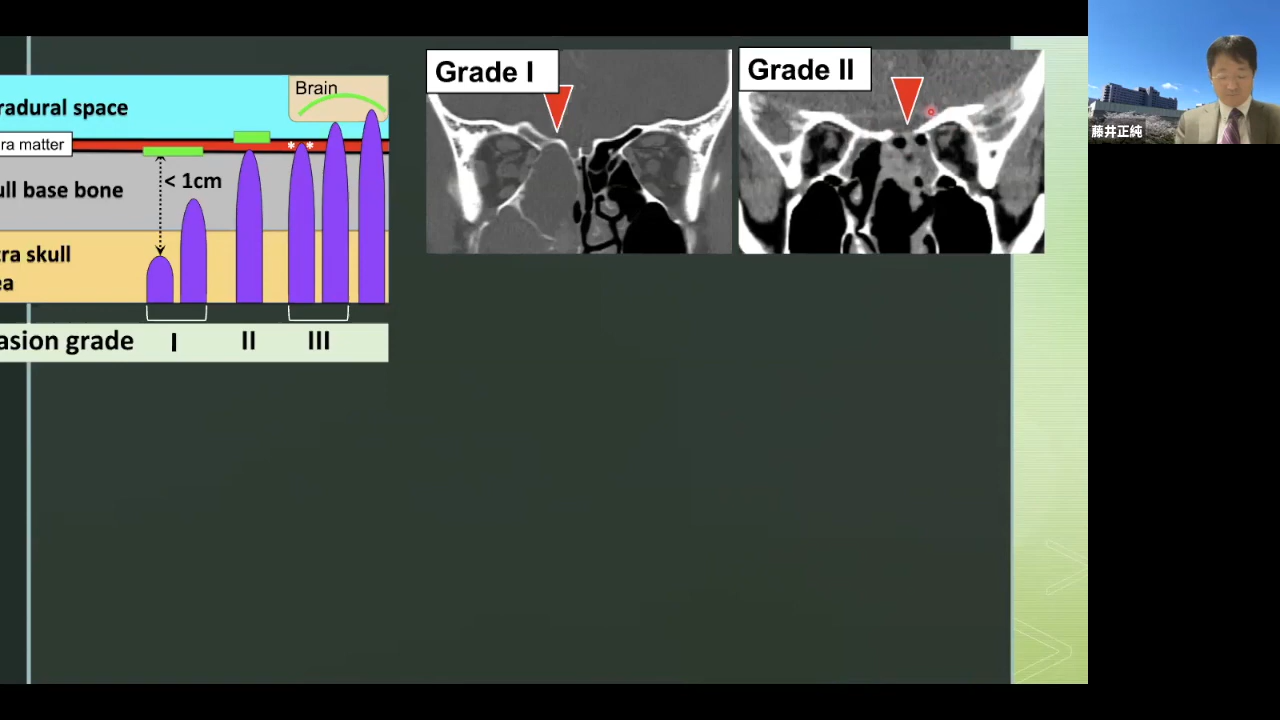 radural space
Brain
ra matter
* *
ull base bone
< 1cm
tra skull
ea
asion grade
I
II
III
Grade I
Grade II
藤井正純